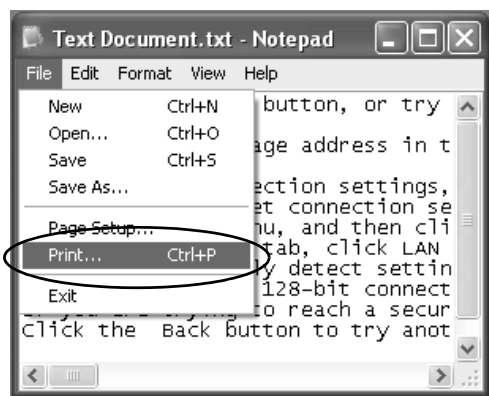 Text Document.txt - Notepad
File Edit Format View Help
New Ctrl+N
Open... Ctrl+O
Save Ctrl+S
Save As...
Page Setup...
Print... Ctrl+P
Exit
button, or try
age address in t
ection settings,
et connection se
nu, and then cli
tab, click LAN
ly detect settin
128-bit connect
to reach a secur
Click the Back button to try anot